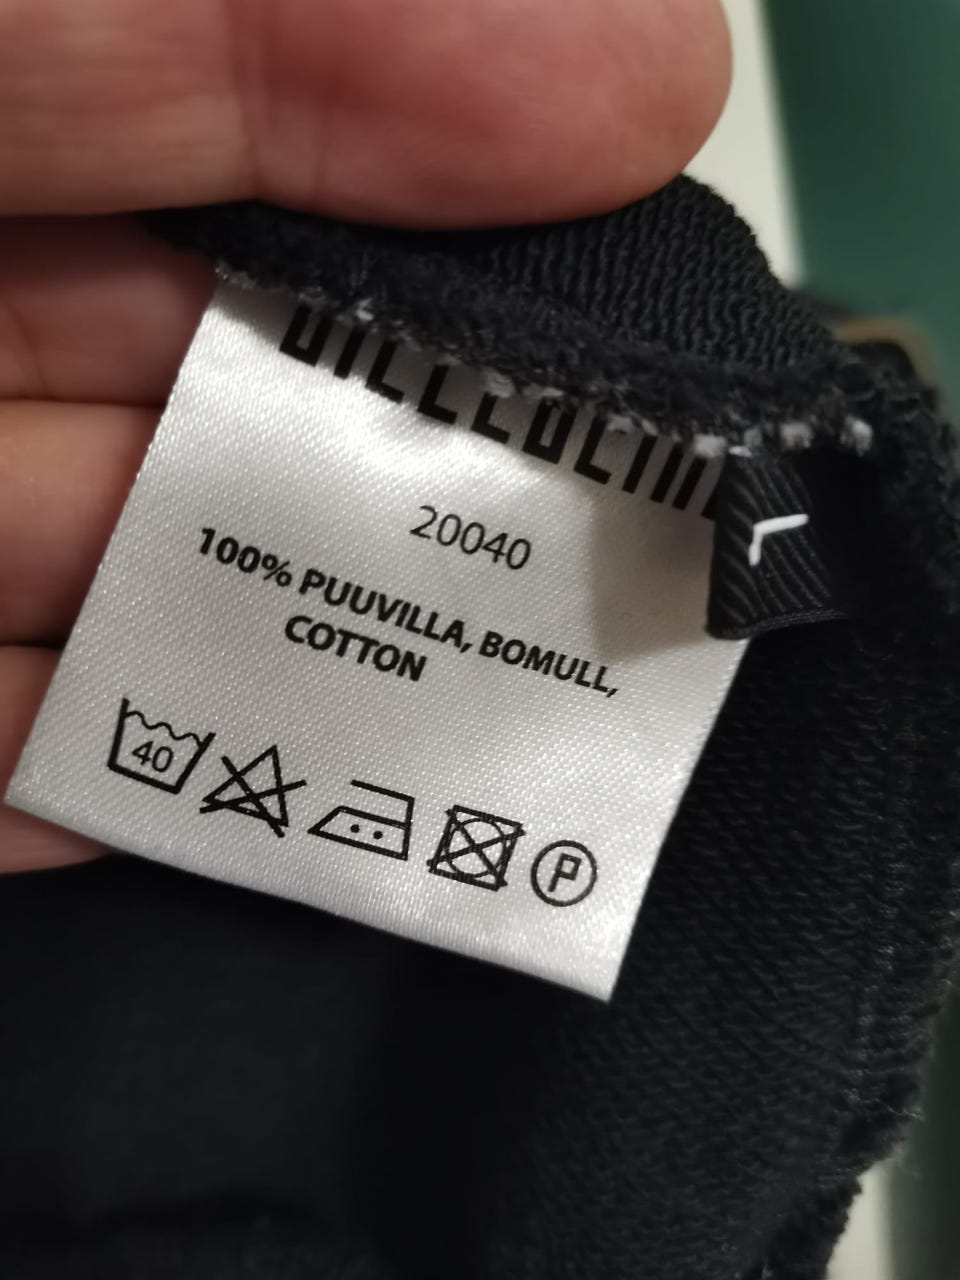 20040
100% PUUVILLA, BOMULL,
COTTON
40
P